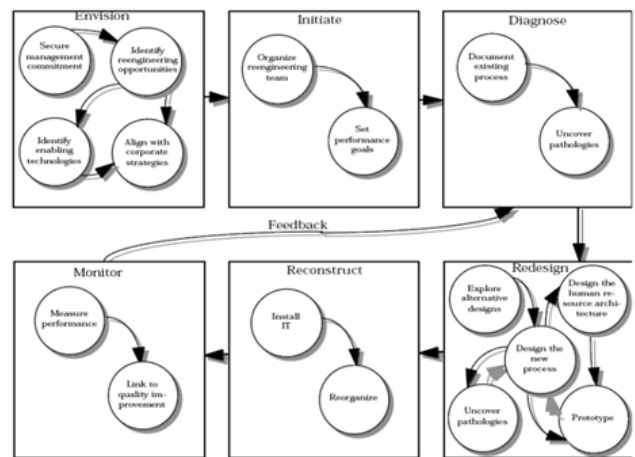 Envision
Secure
management
commitment
Identify
reengineering
opportunities
Identify
enabling
technologies
Align with
corporate
strategies
Initiate
Organize
reengineering
team
Set
performance
goals
Diagnose
Document
existing
process
Uncover
pathologies
Feedback
Monitor
Measure
performance
Link to
quality im-
provement
Reconstruct
Install
IT
Reorganize
Redesign
Explore
alternative
designs
Design the
human re-
source archi-
tecture
Design the
new
process
Uncover
pathologies
Prototype